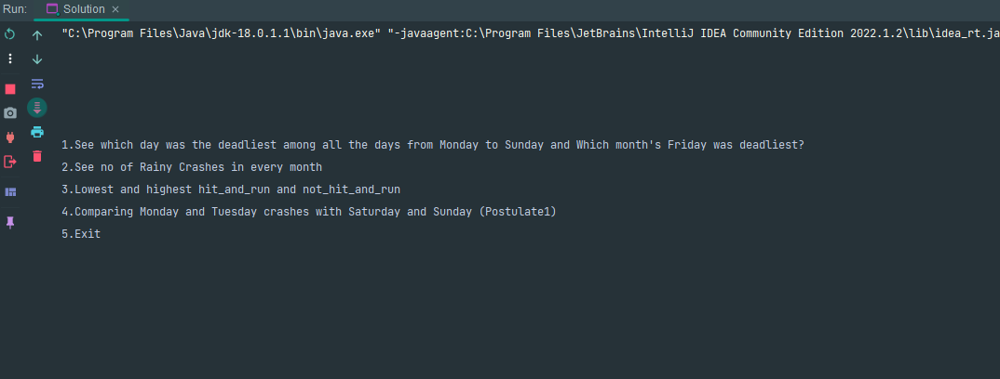 Run: Solution ×
"C:\Program Files\Java\jdk-18.0.1.1\bin\java.exe" "-javaagent:C:\Program Files\JetBrains\IntelliJ IDEA Community Edition 2022.1.2\lib\idea_rt.ja
1.See which day was the deadliest among all the days from Monday to Sunday and Which month's Friday was deadliest?
2.See no of Rainy Crashes in every month
3.Lowest and highest hit_and_run and not_hit_and_run
4.Comparing Monday and Tuesday crashes with Saturday and Sunday (Postulate1)
5.Exit